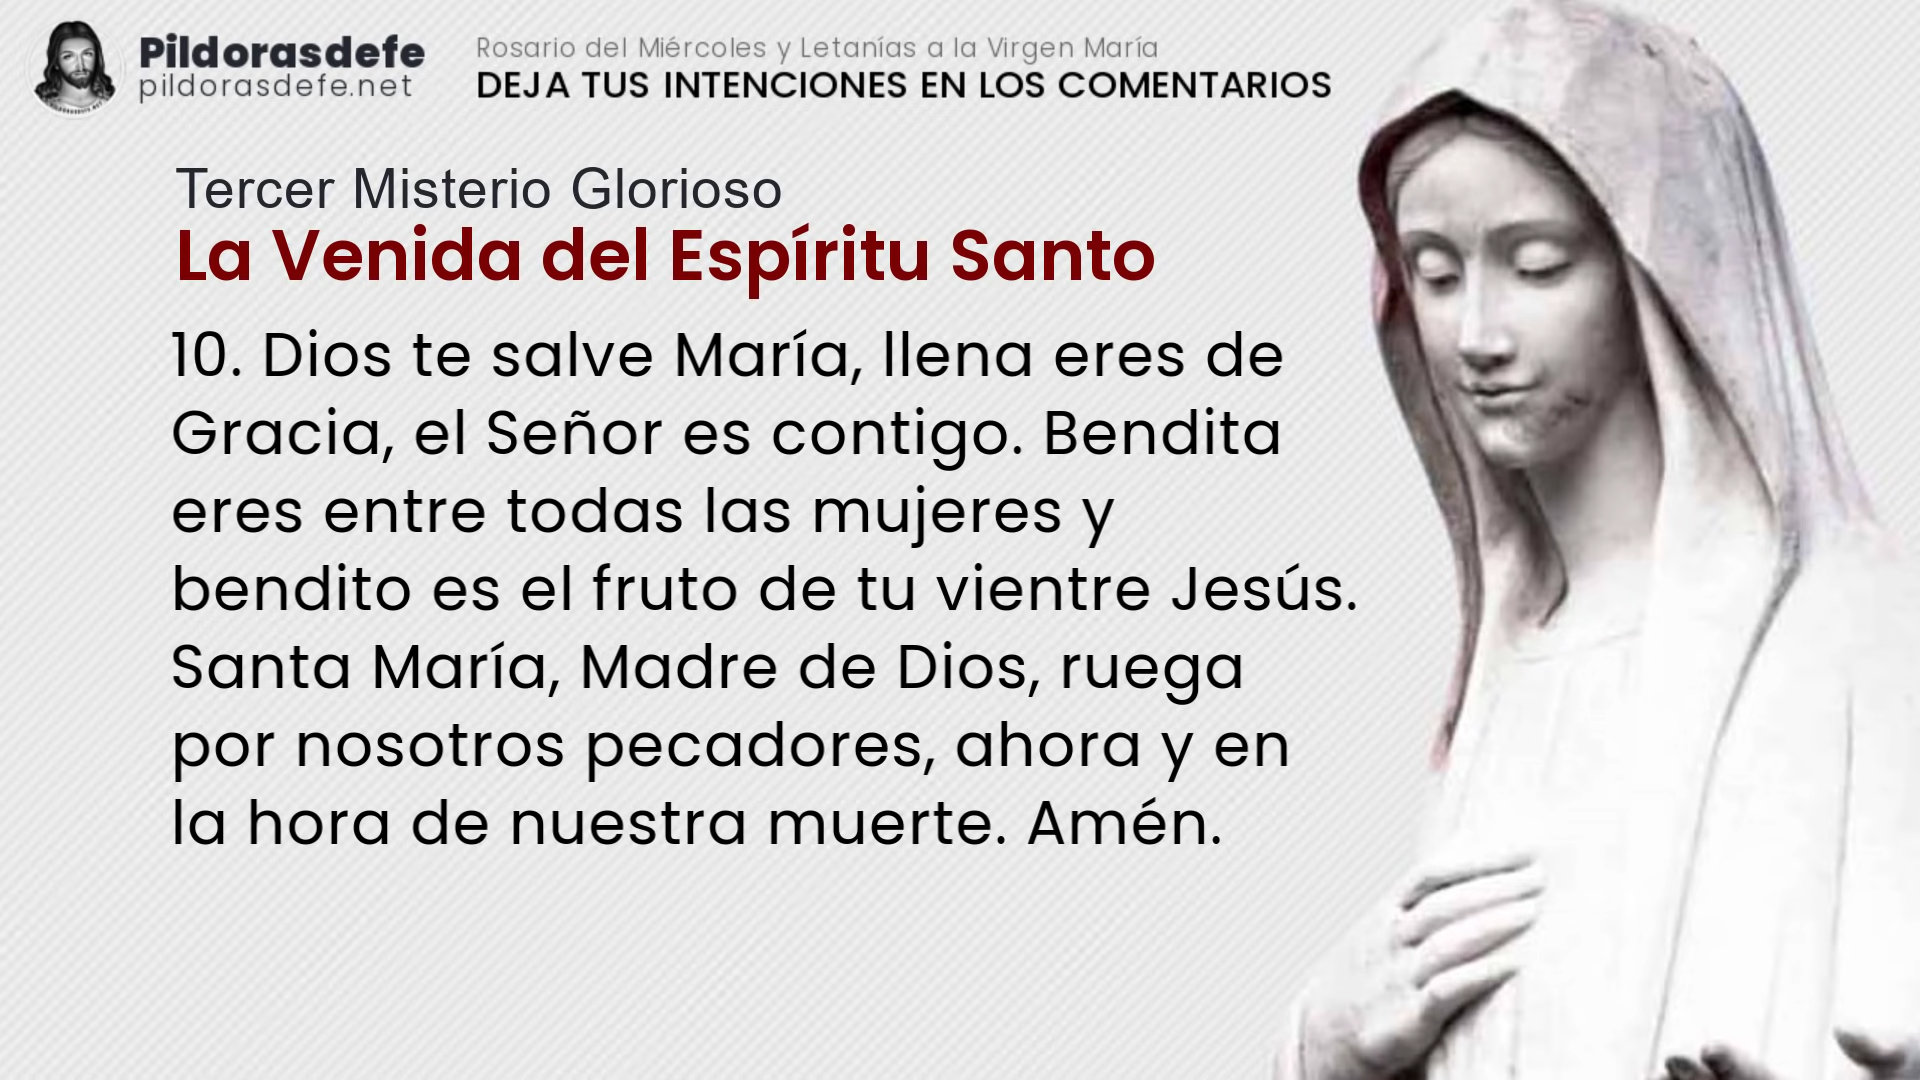 Pildorasdefe
pildorasdefe.net
Rosario del Miércoles y Letanías a la Virgen María
DEJA TUS INTENCIONES EN LOS COMENTARIOS
Tercer Misterio Glorioso
La Venida del Espíritu Santo
10. Dios te salve María, llena eres de
Gracia, el Señor es contigo. Bendita
eres entre todas las mujeres y
bendito es el fruto de tu vientre Jesús.
Santa María, Madre de Dios, ruega
por nosotros pecadores, ahora y en
la hora de nuestra muerte. Amén.